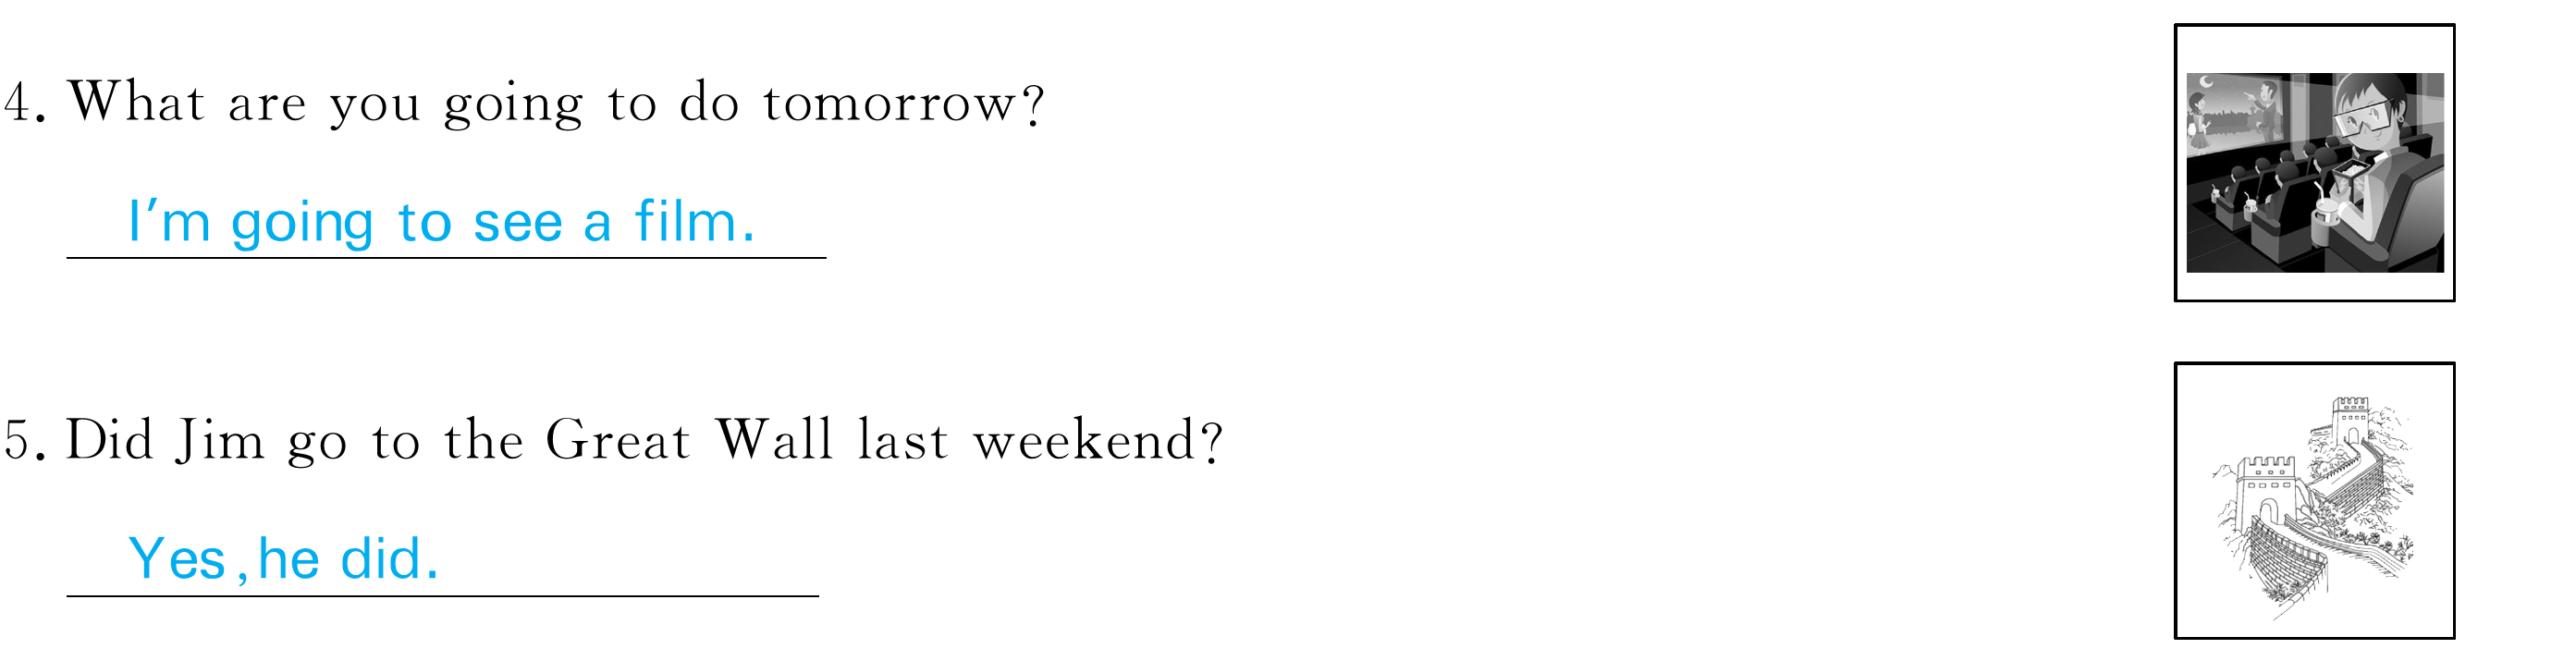 4. What are you going to do tomorrow?
I'm going to see a film.
5. Did Jim go to the Great Wall last weekend?
Yes,he did.